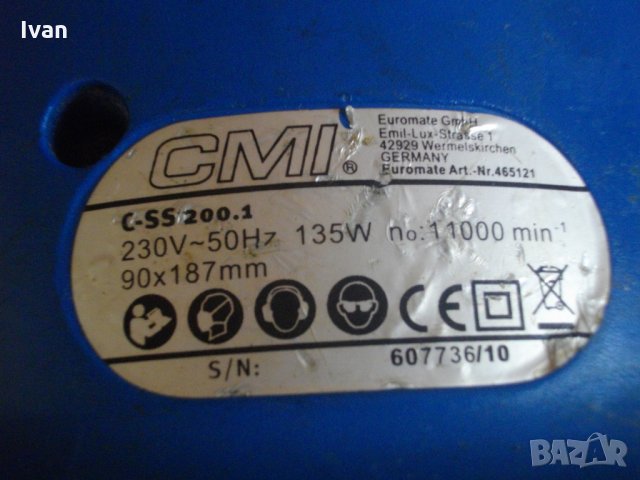 Ivan
CMI®
Euromate GmbH
Emil-Lux-Strasse 1
42929 Wermelskirchen
GERMANY
Euromate Art.-Nr.465121
C-SS 200.1
230V~50Hz 135W no:11000 min-1
90x187mm
CE
S/N: 607736/10
BAZAR